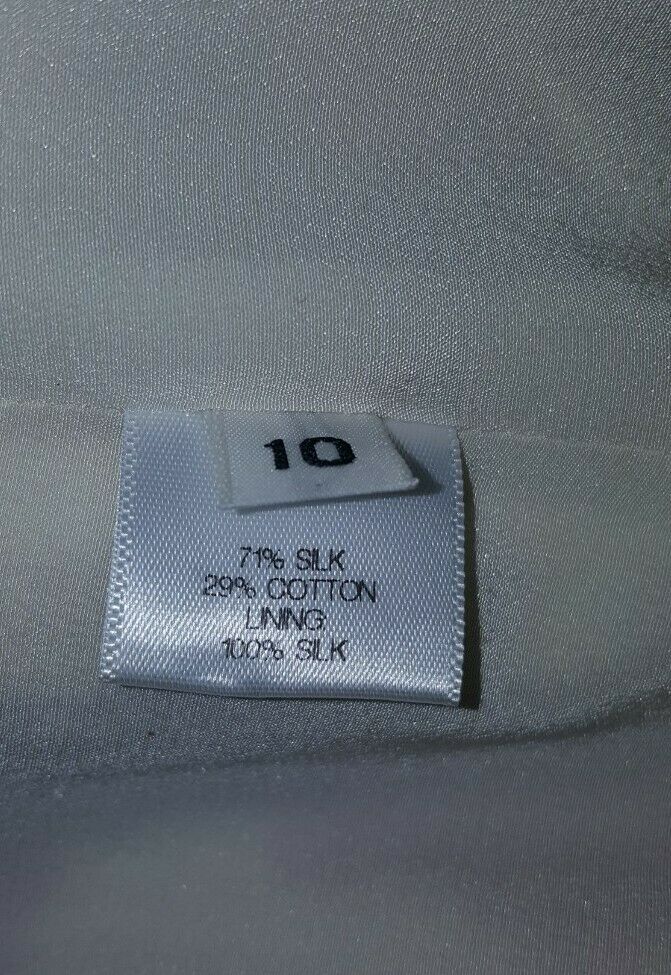 10
71% SILK
29% COTTON
LINING
100% SILK